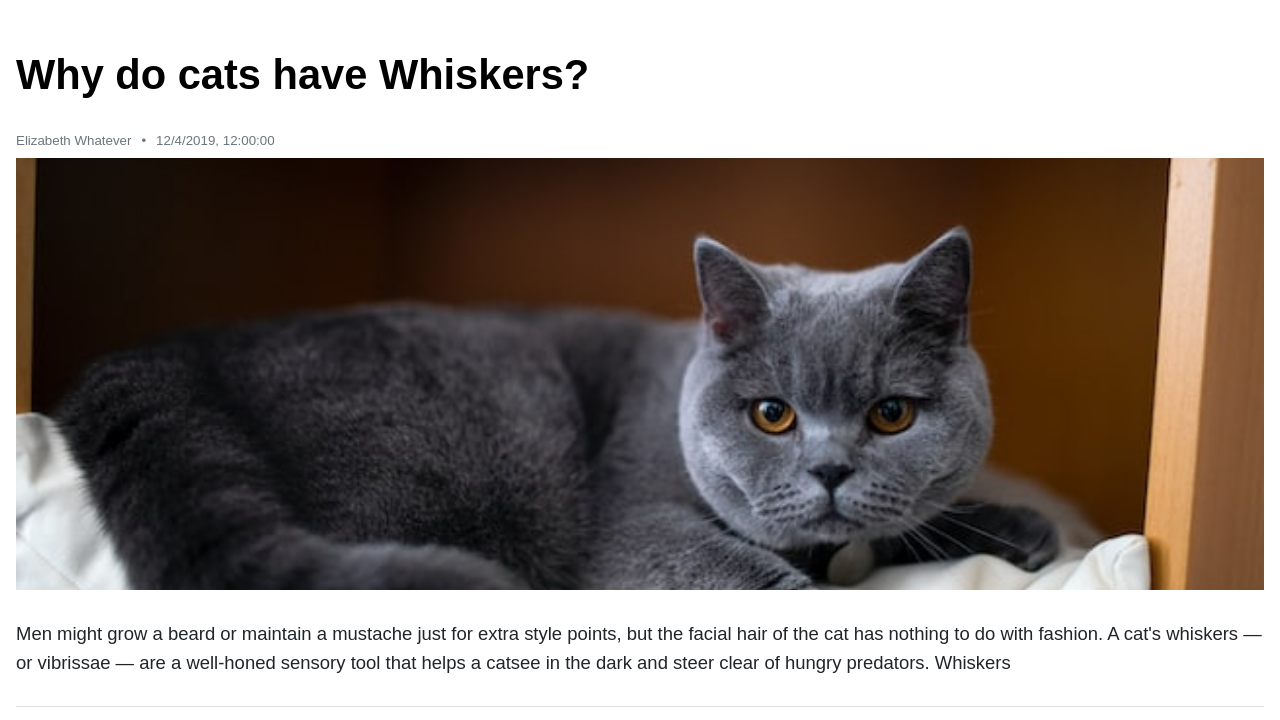 Why do cats have Whiskers?
Elizabeth Whatever • 12/4/2019, 12:00:00
Men might grow a beard or maintain a mustache just for extra style points, but the facial hair of the cat has nothing to do with fashion. A cat's whiskers —
or vibrissae — are a well-honed sensory tool that helps a catsee in the dark and steer clear of hungry predators. Whiskers